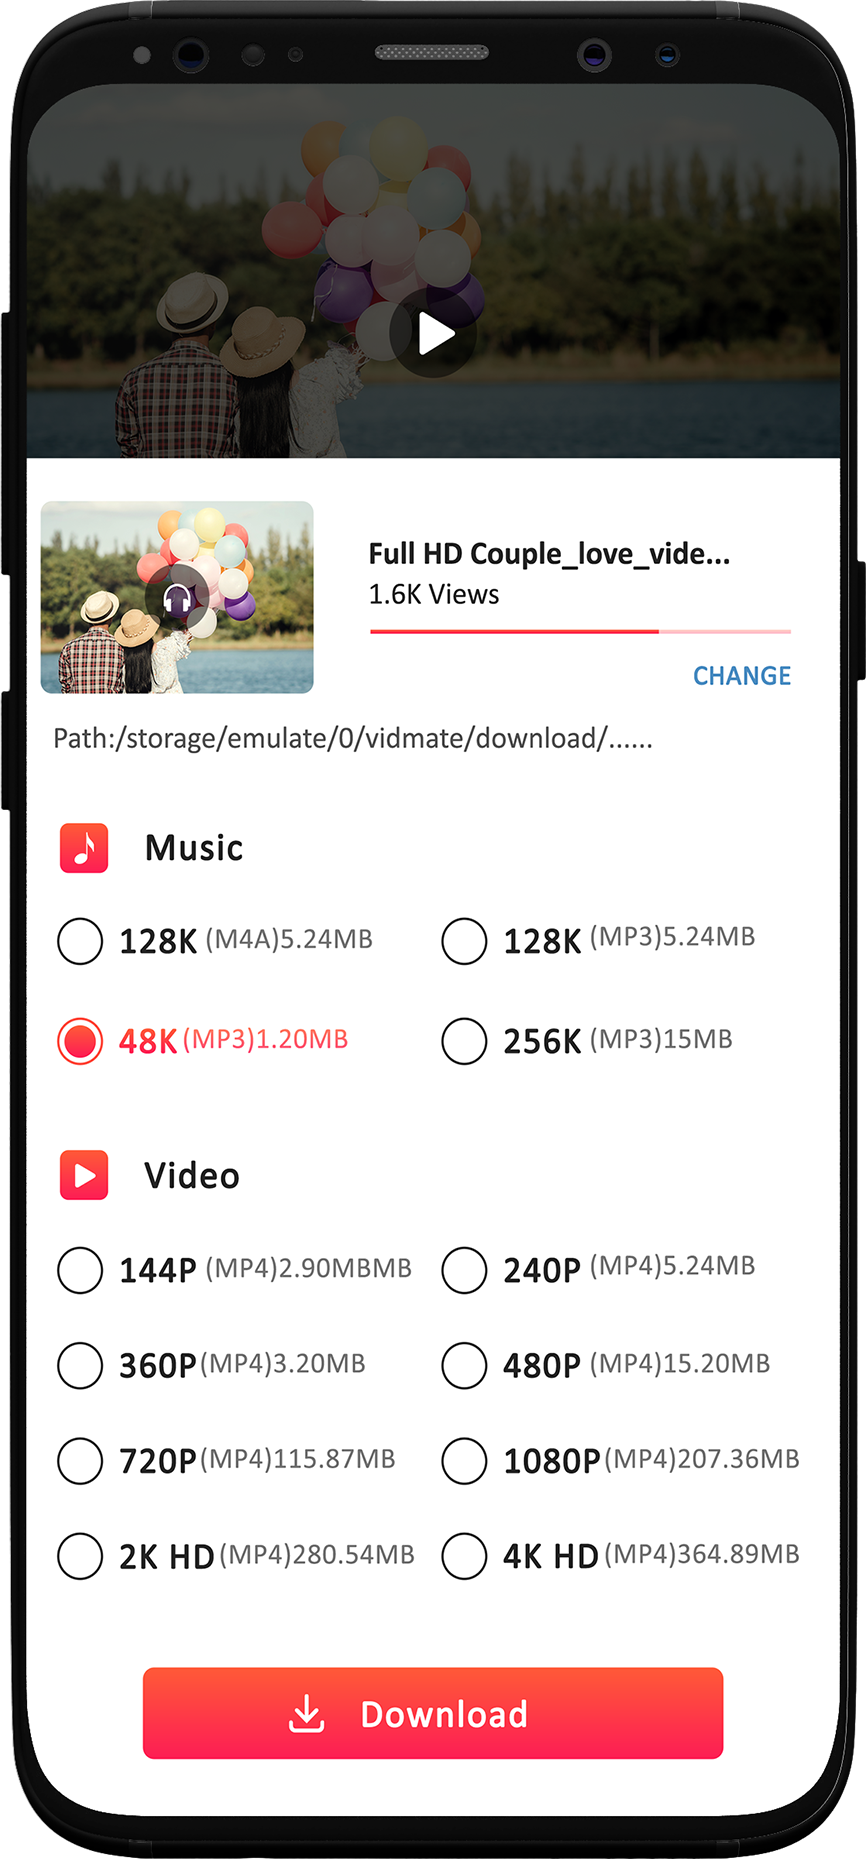 Full HD Couple_love_vide...
1.6K Views
CHANGE
Path:/storage/emulate/0/vidmate/download/......
Music
128K (M4A)5.24MB
128K (MP3)5.24MB
48K (MP3)1.20MB
256K (MP3)15MB
Video
144P (MP4)2.90MBMB
240P (MP4)5.24MB
360P(MP4)3.20MB
480P (MP4)15.20MB
720P(MP4)115.87MB
1080P(MP4)207.36MB
2K HD(MP4)280.54MB
4K HD(MP4)364.89MB
Download